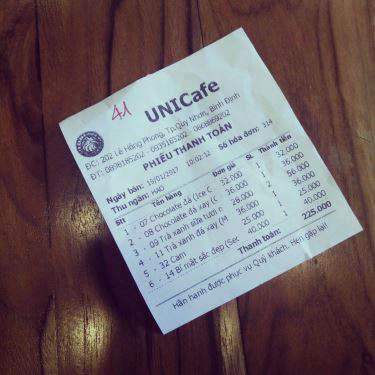 41
UNICafe
ĐC: 202 Lê Hồng Phong, Tp.Quy Nhơn, Bình Định
ĐT: 0898185202 - 0935183202 - 0868869202
PHIẾU THANH TOÁN
Ngày bán: 15/01/2017 10:02:12 Số hóa đơn: 314
Thu ngân: HAO
Stt Tên hàng Đơn giá SL Thành tiền
1 - 07 Chocolate đá (Ice C 32.000 1 32.000
2 - 08 Chocolate đá xay ( 36.000 1 36.000
3 - 09 Trà xanh sữa tươi 28.000 2 56.000
4 - 11 Trà xanh đá xay (M 36.000 1 36.000
5 - 32 Cam 25.000 1 25.000
6 - 14 Bí mật sắc đẹp (Sec 40.000 1 40.000
Thanh toán: 225.000
Hân hạnh được phục vụ Quý khách. Hẹn gặp lại!